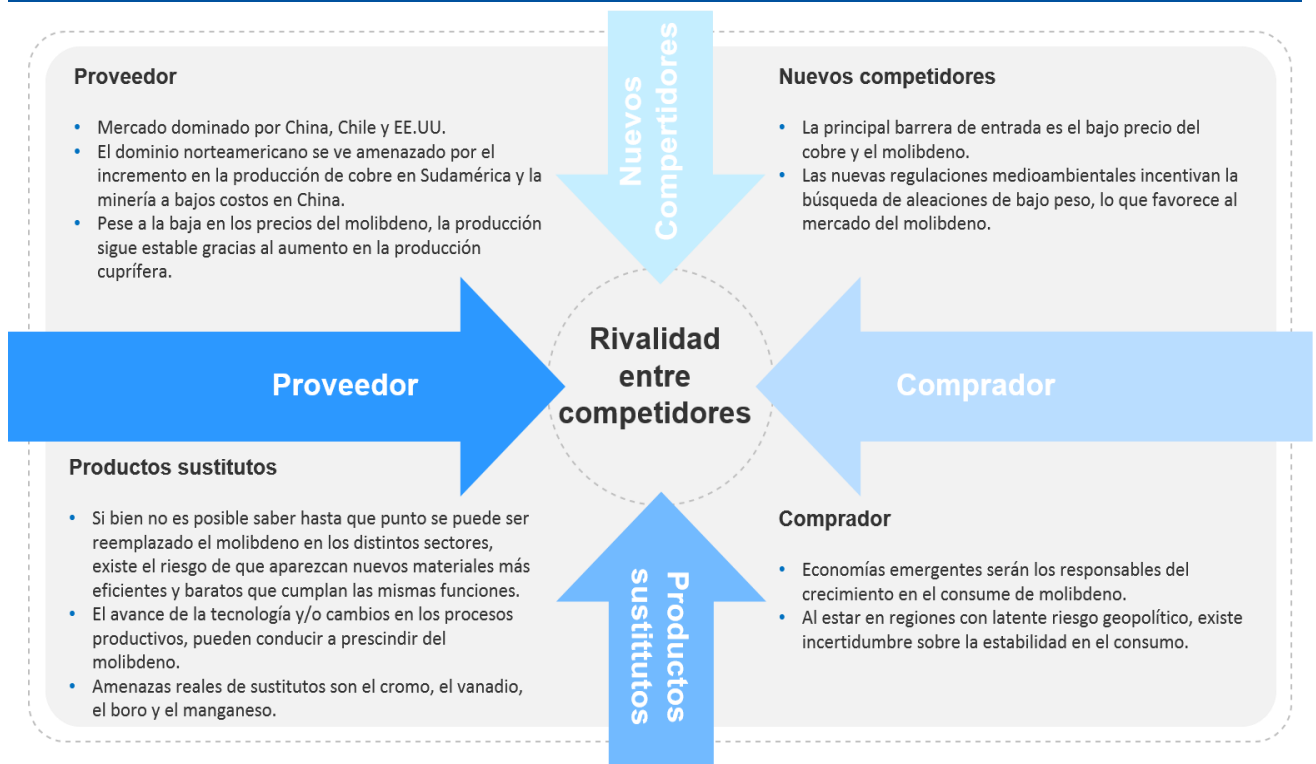 Proveedor
• Mercado dominado por China, Chile y EE.UU.
• El dominio norteamericano se ve amenazado por el
incremento en la producción de cobre en Sudamérica y la
minería a bajos costos en China.
• Pese a la baja en los precios del molibdeno, la producción
sigue estable gracias al aumento en la producción
cuprífera.
Nuevos
Compertidores
Nuevos competidores
• La principal barrera de entrada es el bajo precio del
cobre y el molibdeno.
• Las nuevas regulaciones medioambientales incentivan la
búsqueda de aleaciones de bajo peso, lo que favorece al
mercado del molibdeno.
Proveedor
Rivalidad
entre
competidores
Comprador
Productos sustitutos
• Si bien no es posible saber hasta que punto se puede ser
reemplazado el molibdeno en los distintos sectores,
existe el riesgo de que aparezcan nuevos materiales más
eficientes y baratos que cumplan las mismas funciones.
• El avance de la tecnología y/o cambios en los procesos
productivos, pueden conducir a prescindir del
molibdeno.
• Amenazas reales de sustitutos son el cromo, el vanadio,
el boro y el manganeso.
Productos
sustittutos
Comprador
• Economías emergentes serán los responsables del
crecimiento en el consume de molibdeno.
• Al estar en regiones con latente riesgo geopolítico, existe
incertidumbre sobre la estabilidad en el consumo.